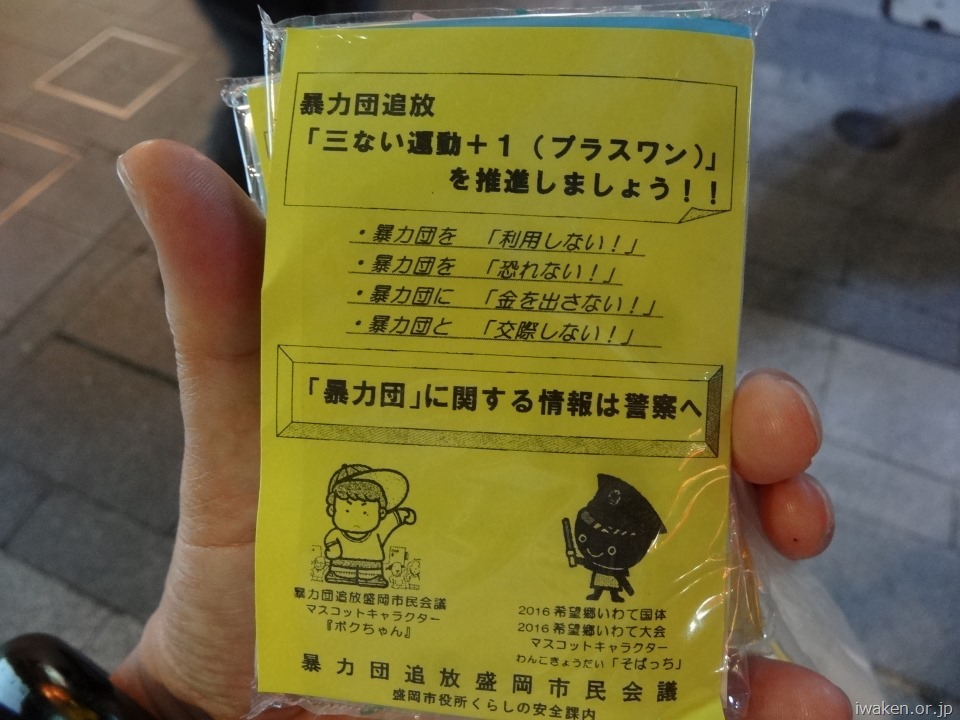 暴力団追放
「三ない運動+1(プラスワン)」
を推進しましょう!!
・暴力団を 「利用しない!」
・暴力団を 「恐れない!」
・暴力団に 「金を出さない!」
・暴力団と 「交際しない!」
「暴力団」に関する情報は警察へ
暴力団追放盛岡市民会議
マスコットキャラクター
『ボクちゃん』
2016希望郷いわて国体
2016希望郷いわて大会
マスコットキャラクター
わんこきょうだい「そばっち」
暴力団追放盛岡市民会議
盛岡市役所くらしの安全課内
iwaken.or.jp